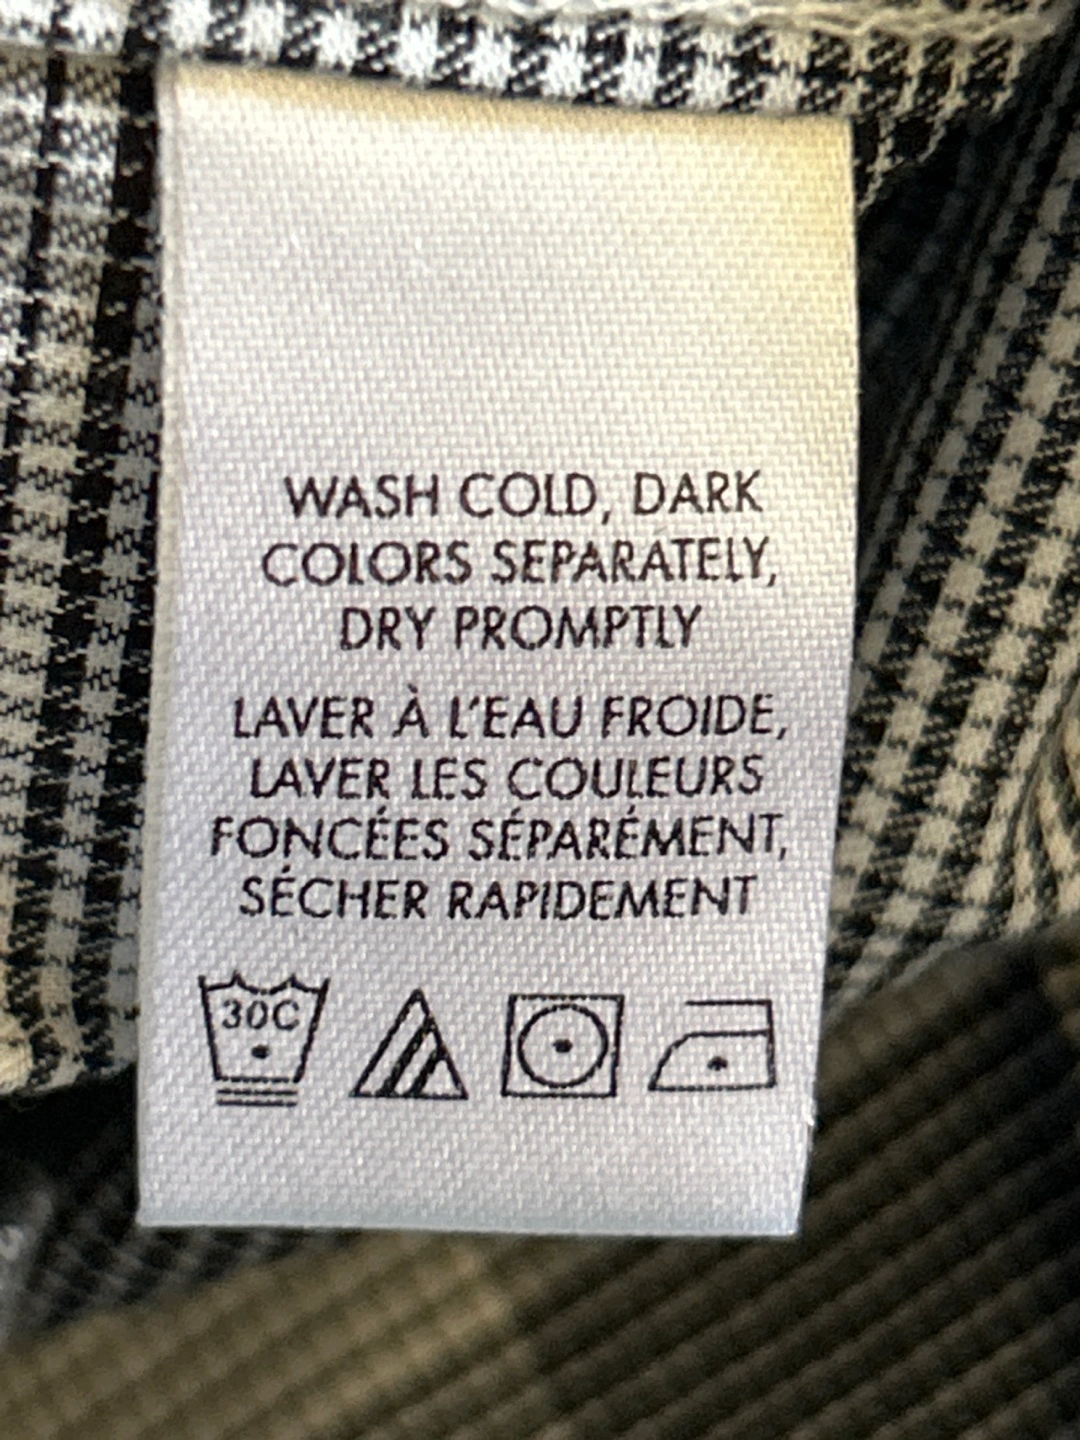 WASH COLD, DARK
COLORS SEPARATELY,
DRY PROMPTLY
LAVER À L'EAU FROIDE,
LAVER LES COULEURS
FONCÉES SÉPARÉMENT,
SÉCHER RAPIDEMENT
30C